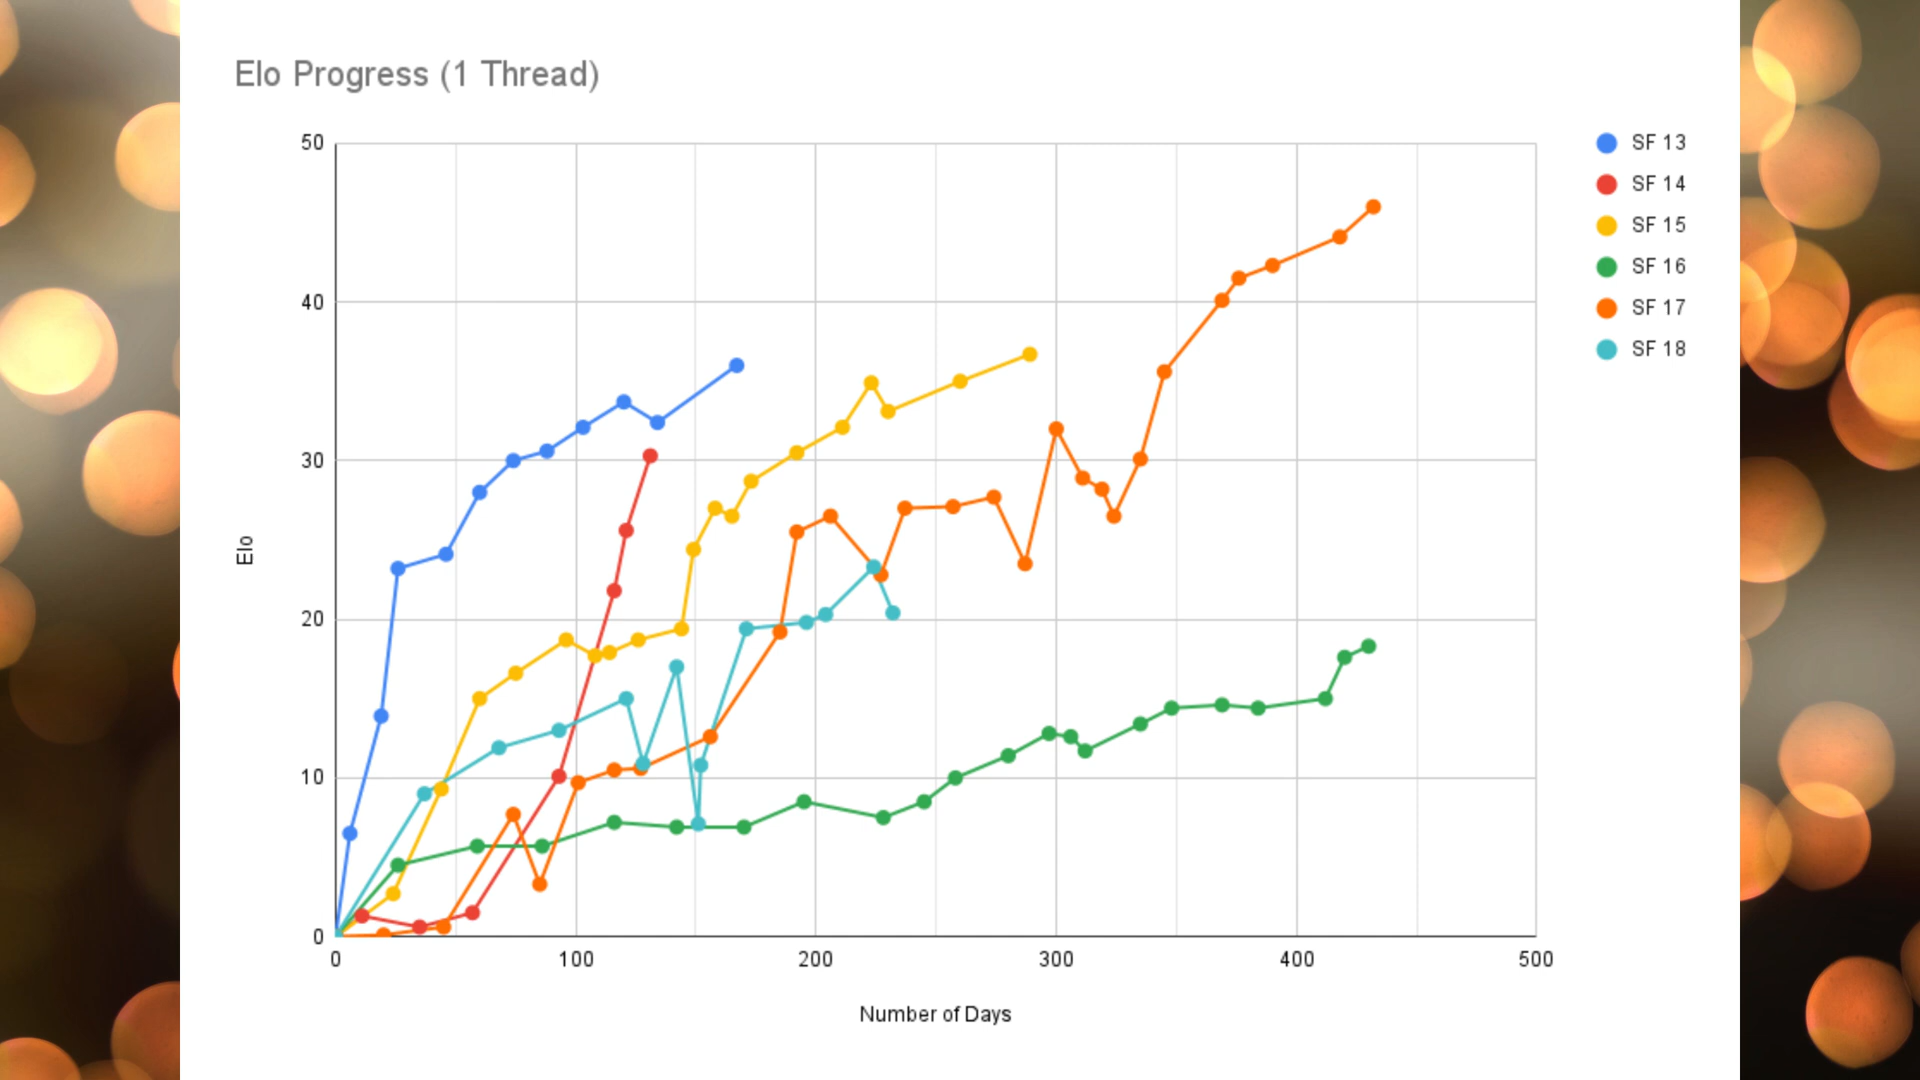 Elo Progress (1 Thread)
50
40
30
20
10
0
Elo
0 100 200 300 400 500
Number of Days
SF 13
SF 14
SF 15
SF 16
SF 17
SF 18